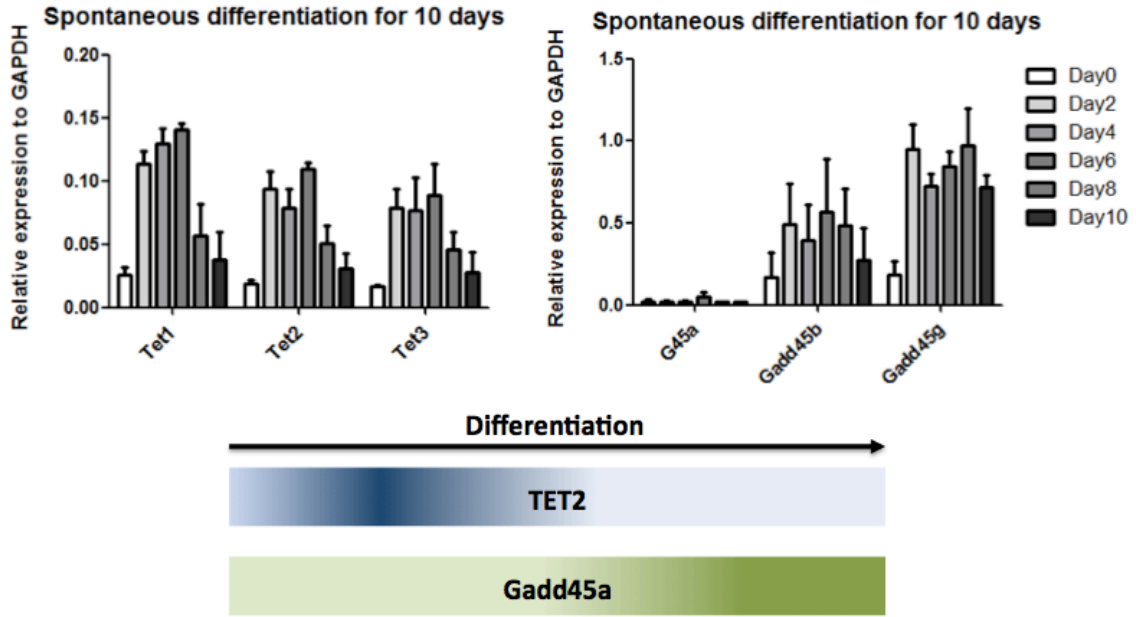 Spontaneous differentiation for 10 days
Relative expression to GAPDH
0.20
0.15
0.10
0.05
0.00
Tet1
Tet2
Tet3
Spontaneous differentiation for 10 days
Relative expression to GAPDH
1.5
1.0
0.5
0.0
G45a
Gadd45b
Gadd45g
Day0
Day2
Day4
Day6
Day8
Day10
Differentiation
TET2
Gadd45a